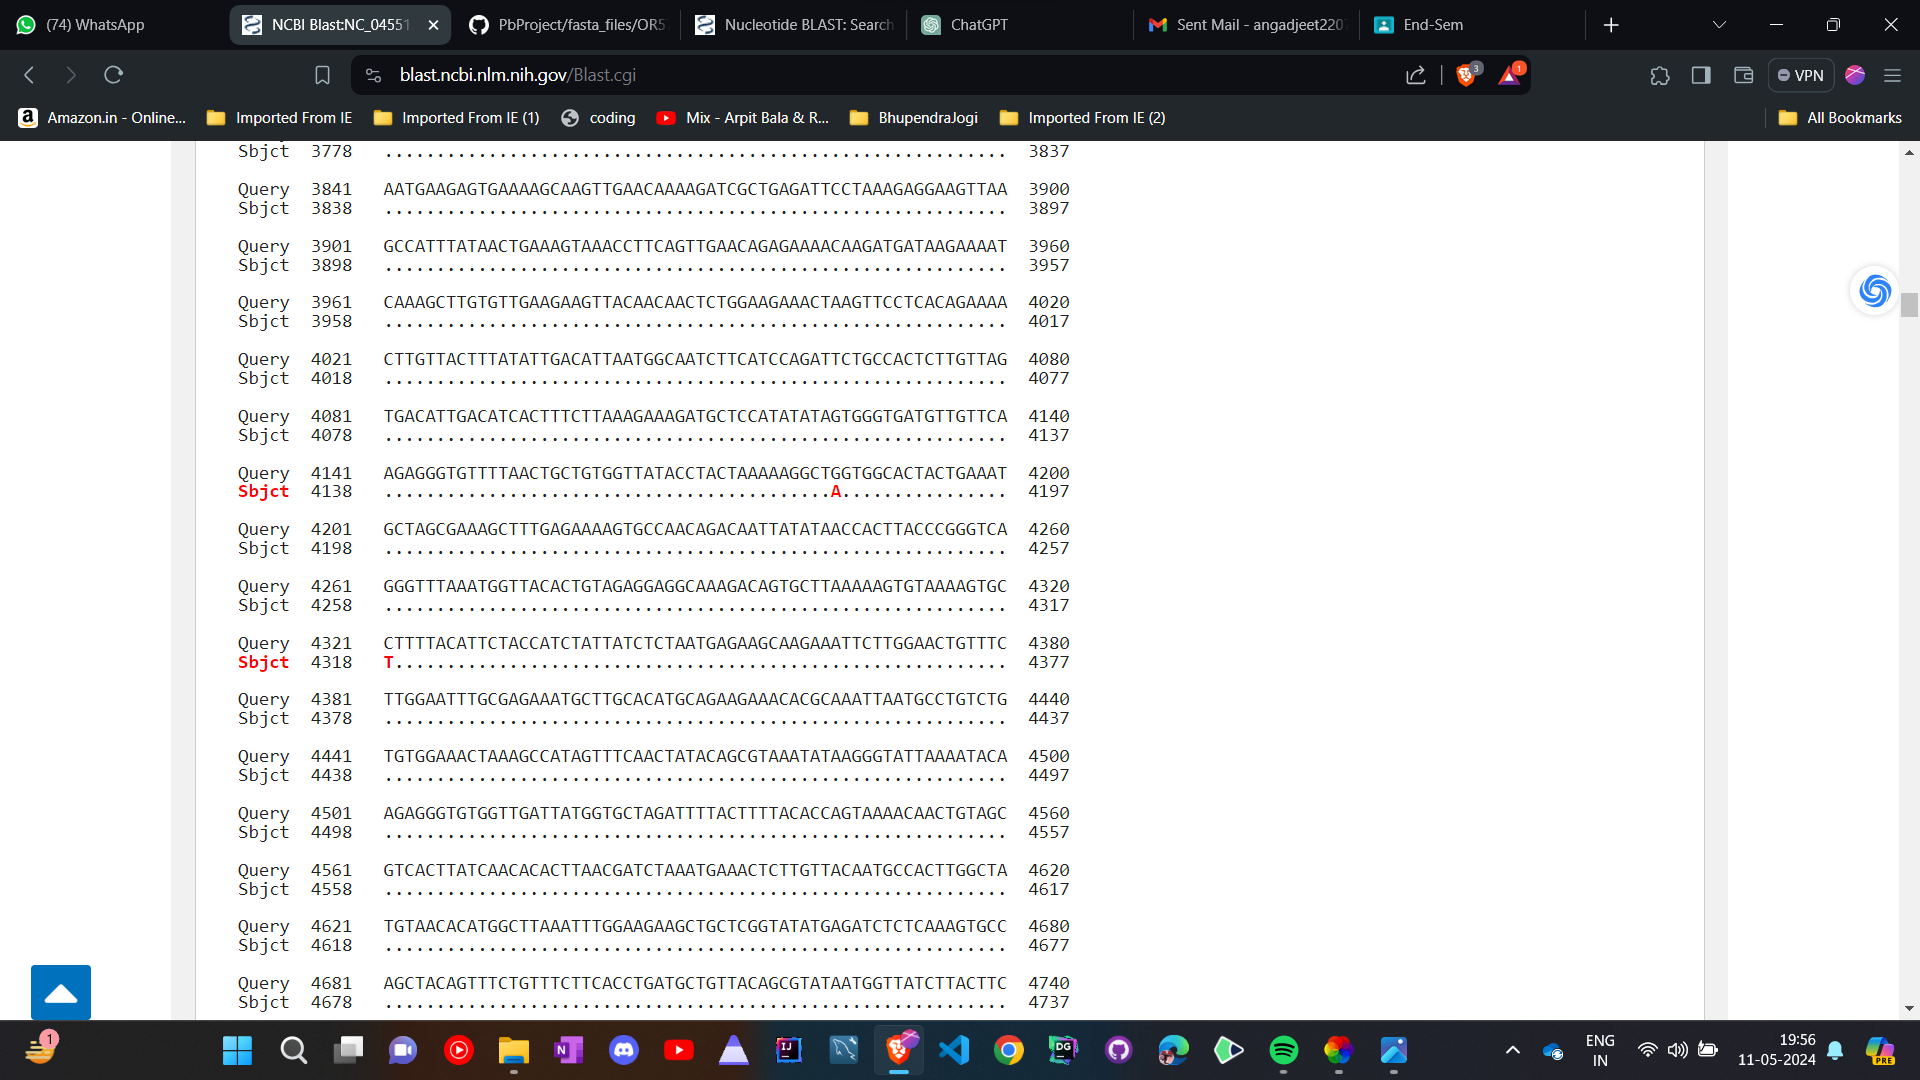 (74) WhatsApp
NCBI Blast:NC_04551
PbProject/fasta_files/OR5
Nucleotide BLAST: Search
ChatGPT
Sent Mail - angadjeet220
End-Sem
blast.ncbi.nlm.nih.gov/Blast.cgi
3
1
VPN
Amazon.in - Online...
Imported From IE
Imported From IE (1)
coding
Mix - Arpit Bala & R...
BhupendraJogi
Imported From IE (2)
All Bookmarks
Sbjct 3778 ............................................................ 3837
Query 3841 AATGAAGAGTGAAAAGCAAGTTGAACAAAAGATCGCTGAGATTCCTAAAGAGGAAGTTAA 3900
Sbjct 3838 ............................................................ 3897
Query 3901 GCCATTTATAACTGAAAGTAAACCTTCAGTTGAACAGAGAAAACAAGATGATAAGAAAAT 3960
Sbjct 3898 ............................................................ 3957
Query 3961 CAAAGCTTGTGTTGAAGAAGTTACAACAACTCTGGAAGAAACTAAGTTCCTCACAGAAAA 4020
Sbjct 3958 ............................................................ 4017
Query 4021 CTTGTTACTTTATATTGACATTAATGGCAATCTTCATCCAGATTCTGCCACTCTTGTTAG 4080
Sbjct 4018 ............................................................ 4077
Query 4081 TGACATTGACATCACTTTCTTAAAGAAAGATGCTCCATATATAGTGGGTGATGTTGTTCA 4140
Sbjct 4078 ............................................................ 4137
Query 4141 AGAGGGTGTTTTAACTGCTGTGGTTATACCTACTAAAAAGGCTGGTGGCACTACTGAAAT 4200
Sbjct 4138 ............................................A............... 4197
Query 4201 GCTAGCGAAAGCTTTGAGAAAAGTGCCAACAGACAATTATATAACCACTTACCCGGGTCA 4260
Sbjct 4198 ............................................................ 4257
Query 4261 GGGTTTAAATGGTTACACTGTAGAGGAGGCAAAGACAGTGCTTAAAAAGTGTAAAAGTGC 4320
Sbjct 4258 ............................................................ 4317
Query 4321 CTTTTACATTCTACCATCTATTATCTCTAATGAGAAGCAAGAAATTCTTGGAACTGTTTC 4380
Sbjct 4318 T........................................................... 4377
Query 4381 TTGGAATTTGCGAGAAATGCTTGCACATGCAGAAGAAACACGCAAATTAATGCCTGTCTG 4440
Sbjct 4378 ............................................................ 4437
Query 4441 TGTGGAAACTAAAGCCATAGTTTCAACTATACAGCGTAAATATAAGGGTATTAAAATACA 4500
Sbjct 4438 ............................................................ 4497
Query 4501 AGAGGGTGTGGTTGATTATGGTGCTAGATTTTACTTTTACACCAGTAAAACAACTGTAGC 4560
Sbjct 4498 ............................................................ 4557
Query 4561 GTCACTTATCAACACACTTAACGATCTAAATGAAACTCTTGTTACAATGCCACTTGGCTA 4620
Sbjct 4558 ............................................................ 4617
Query 4621 TGTAACACATGGCTTAAATTTGGAAGAAGCTGCTCGGTATATGAGATCTCTCAAAGTGCC 4680
Sbjct 4618 ............................................................ 4677
Query 4681 AGCTACAGTTTCTGTTTCTTCACCTGATGCTGTTACAGCGTATAATGGTTATCTTACTTC 4740
Sbjct 4678 ............................................................ 4737
1
ENG
IN
19:56
11-05-2024
PRE